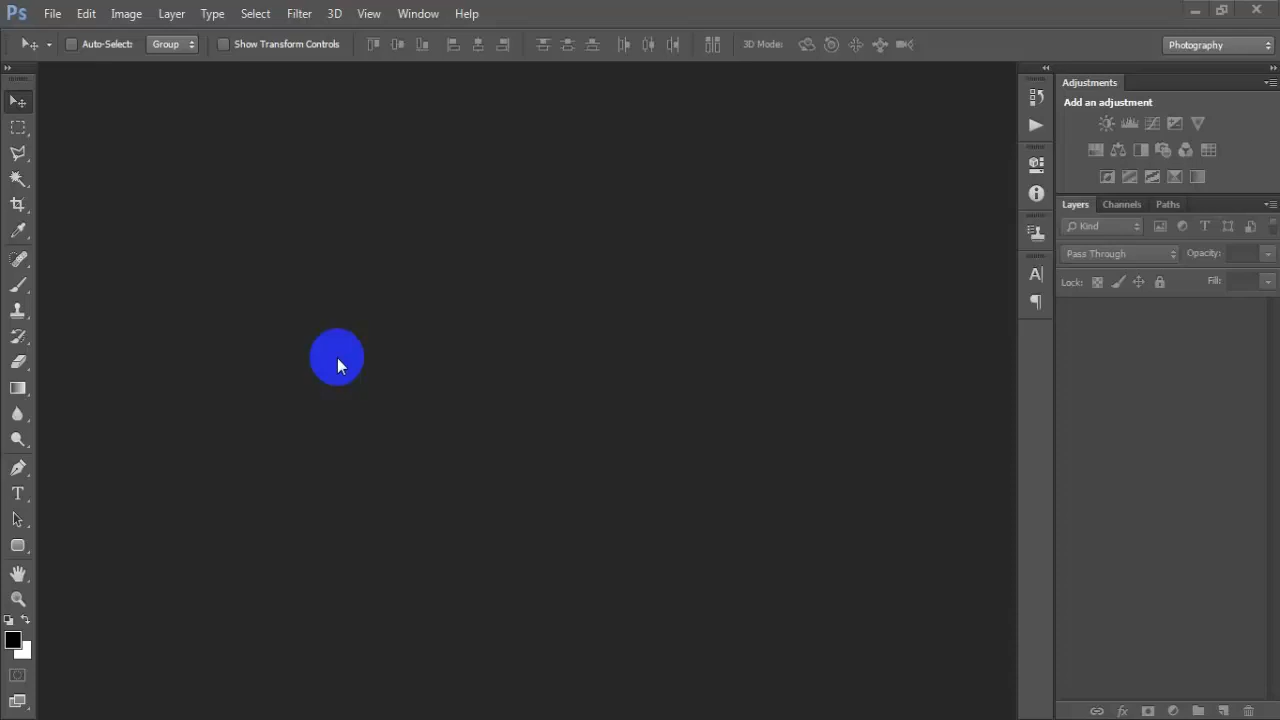 Ps File Edit Image Layer Type Select Filter 3D View Window Help
Auto-Select: Group Show Transform Controls 3D Mode: Photography
Adjustments
Add an adjustment
Layers Channels Paths
Kind T
Pass Through Opacity:
Lock: Fill:
A
¶
T
fx